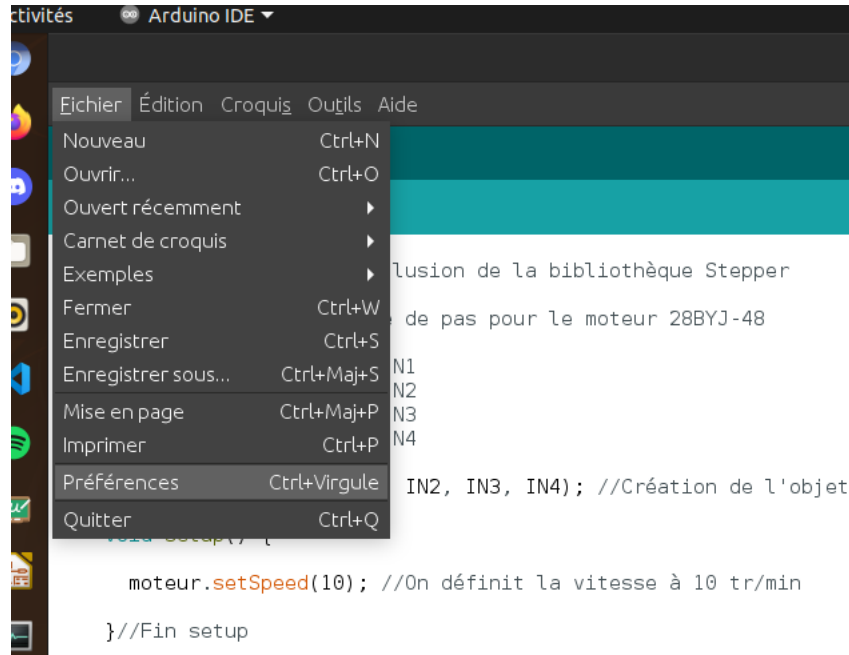 ctivités Arduino IDE
Fichier Édition Croquis Outils Aide
Nouveau Ctrl+N
Ouvrir... Ctrl+O
Ouvert récemment
Carnet de croquis
Exemples
Fermer Ctrl+W
Enregistrer Ctrl+S
Enregistrer sous... Ctrl+Maj+S
Mise en page Ctrl+Maj+P
Imprimer Ctrl+P
Préférences Ctrl+Virgule
Quitter Ctrl+Q
lusion de la bibliothèque Stepper
de pas pour le moteur 28BYJ-48
N1
N2
N3
N4
IN2, IN3, IN4); //Création de l'objet
void setup() {
moteur.setSpeed(10); //On définit la vitesse à 10 tr/min
}//Fin setup